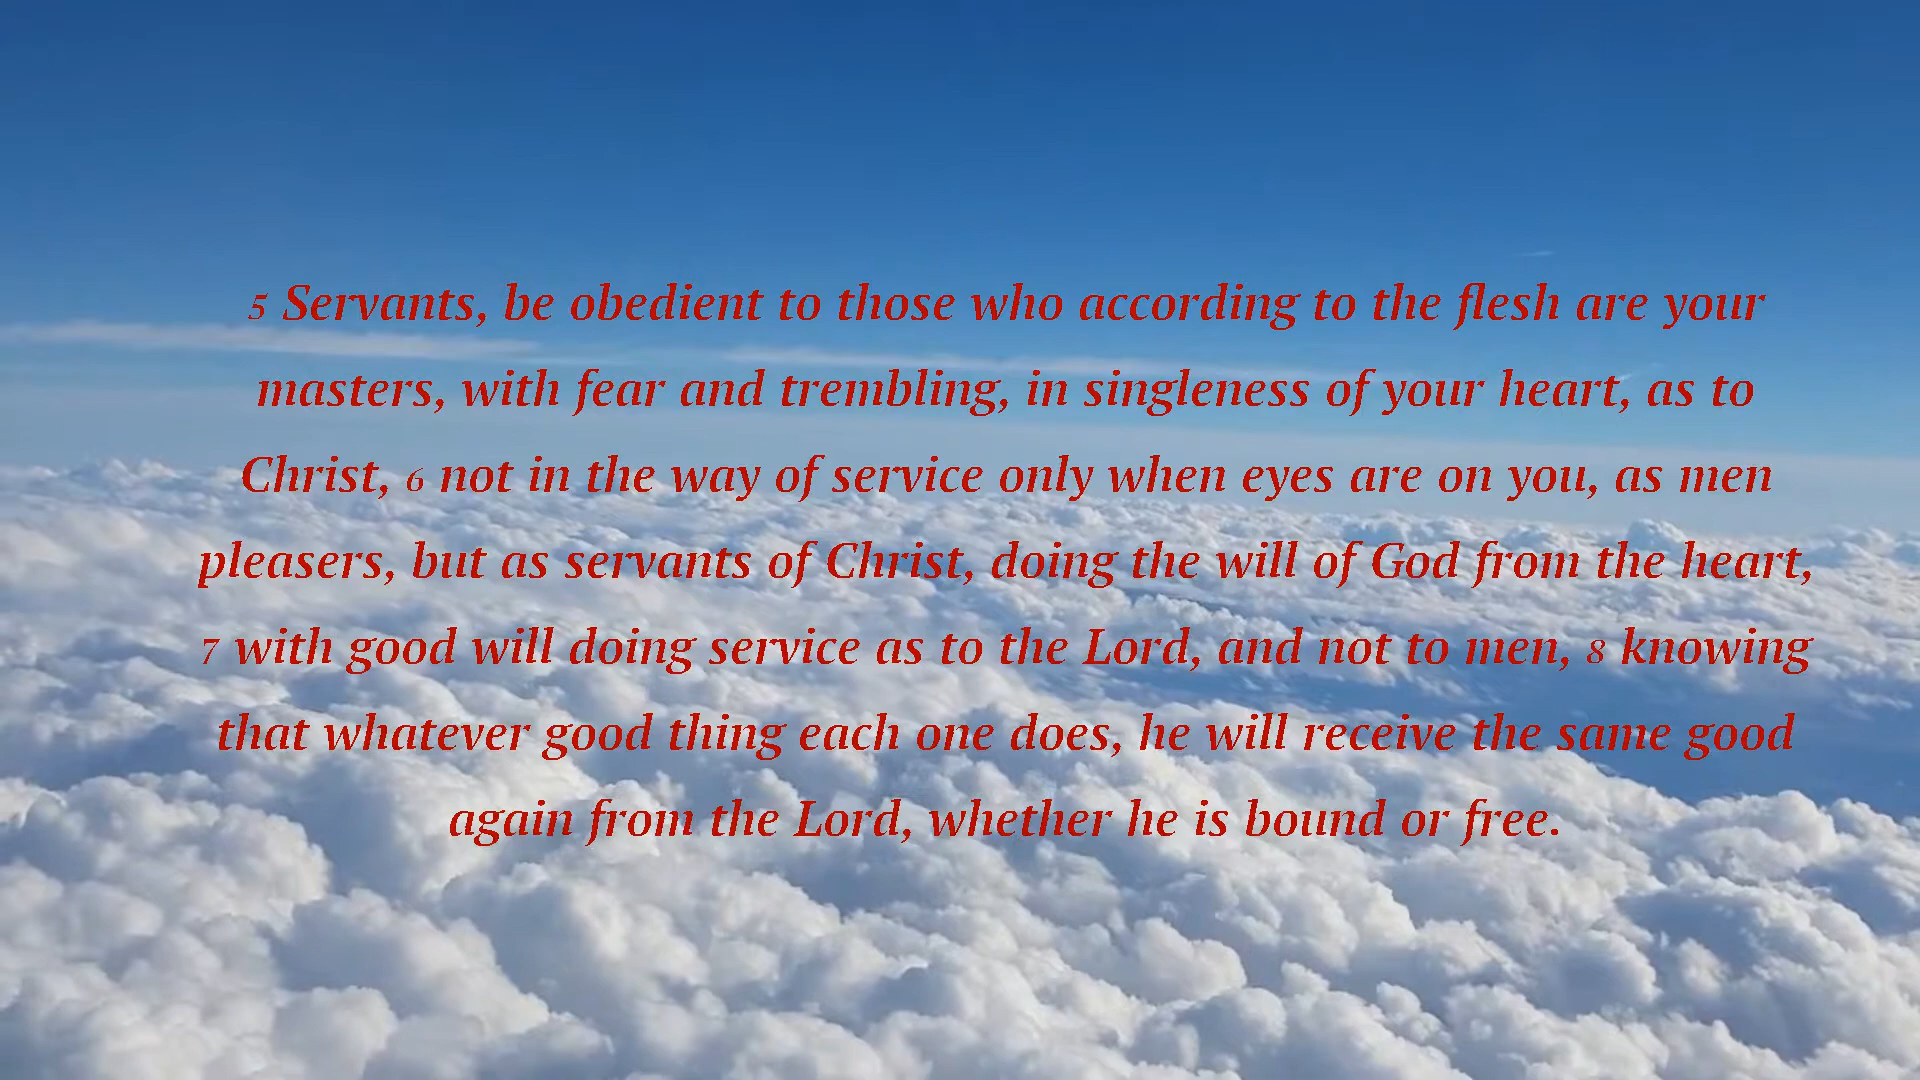 5 Servants, be obedient to those who according to the flesh are your
masters, with fear and trembling, in singleness of your heart, as to
Christ, 6 not in the way of service only when eyes are on you, as men
pleasers, but as servants of Christ, doing the will of God from the heart,
7 with good will doing service as to the Lord, and not to men, 8 knowing
that whatever good thing each one does, he will receive the same good
again from the Lord, whether he is bound or free.